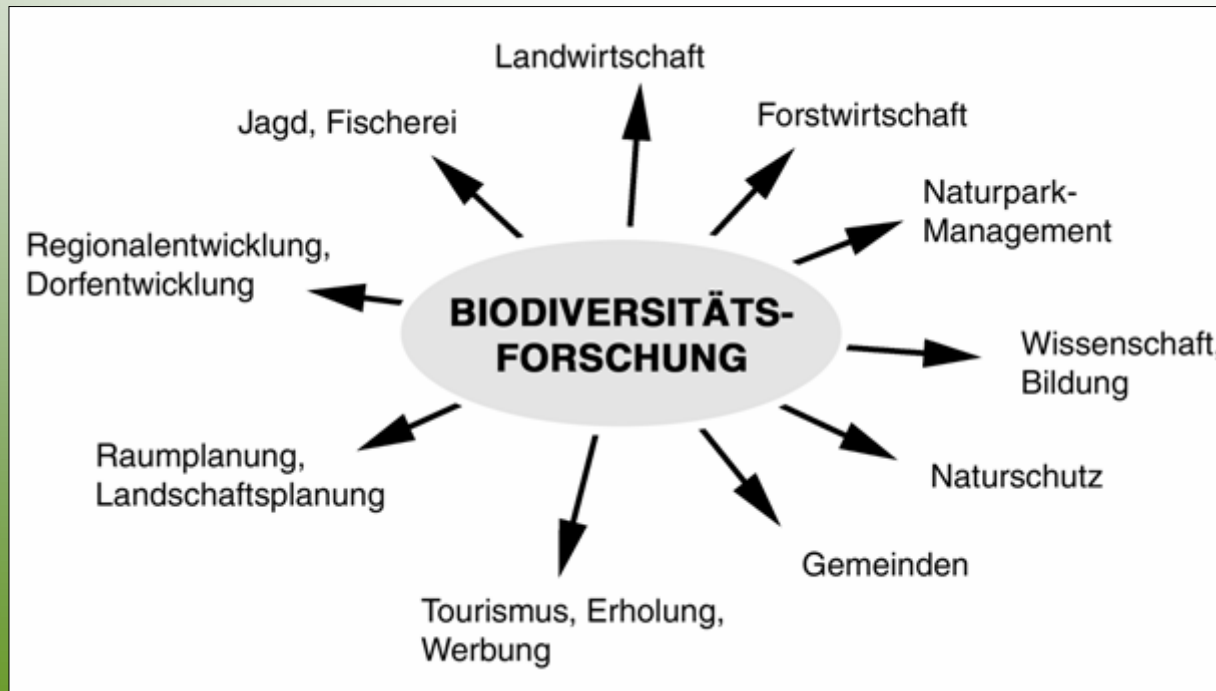 Landwirtschaft
Forstwirtschaft
Jagd, Fischerei
Naturpark-
Management
Regionalentwicklung,
Dorfentwicklung
BIODIVERSITÄTS-
FORSCHUNG
Wissenschaft,
Bildung
Raumplanung,
Landschaftsplanung
Naturschutz
Gemeinden
Tourismus, Erholung,
Werbung